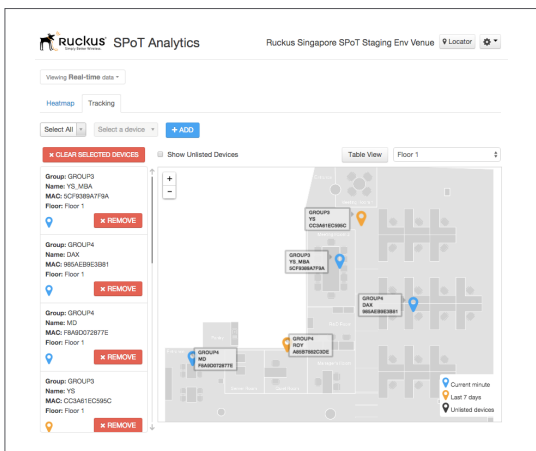 Ruckus®
Simply Better Wireless.
SPoT Analytics
Ruckus Singapore SPoT Staging Env Venue
Locator
Viewing Real-time data
Heatmap
Tracking
Select All
Select a device
+ ADD
× CLEAR SELECTED DEVICES
Show Unlisted Devices
Table View
Floor 1
Group: GROUP3
Name: YS_MBA
MAC: 5CF9389A7F9A
Floor: Floor 1
× REMOVE
Group: GROUP4
Name: DAX
MAC: 985AEB9E3B81
Floor: Floor 1
× REMOVE
Group: GROUP4
Name: MD
MAC: F8A9D072877E
Floor: Floor 1
× REMOVE
Group: GROUP3
Name: YS
MAC: CC3A61EC595C
Floor: Floor 1
× REMOVE
+
−
GROUP3
YS
CC3A61EC595C
GROUP3
YS_MBA
5CF9389A7F9A
GROUP4
DAX
985AEB9E3B81
GROUP4
ROY
GROUP4
MD
F8A9D072877E
Current minute
Last 7 days
Unlisted devices